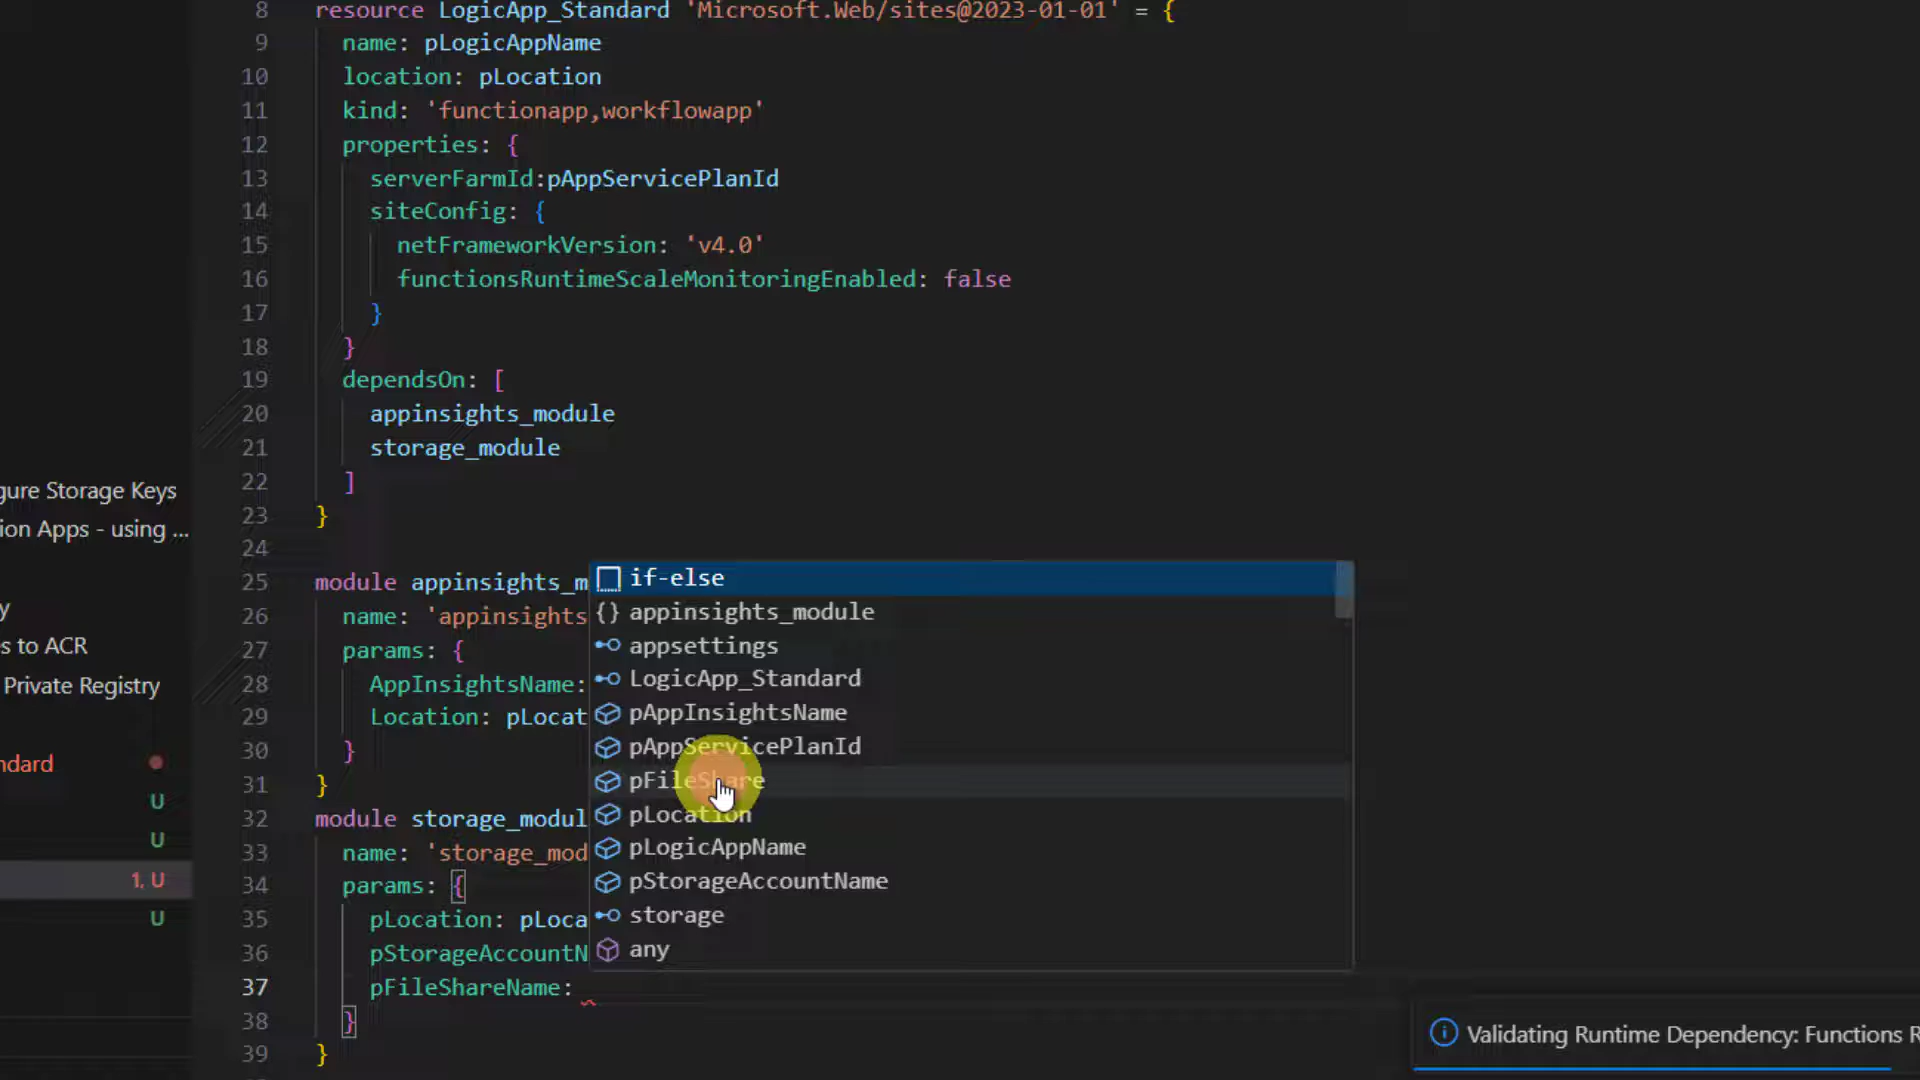 8 resource LogicApp_Standard 'Microsoft.Web/sites@2023-01-01' = {
9 name: pLogicAppName
10 location: pLocation
11 kind: 'functionapp,workflowapp'
12 properties: {
13 serverFarmId:pAppServicePlanId
14 siteConfig: {
15 netFrameworkVersion: 'v4.0'
16 functionsRuntimeScaleMonitoringEnabled: false
17 }
18 }
19 dependsOn: [
20 appinsights_module
21 storage_module
22 ]
23 }
24
25 module appinsights_m
26 name: 'appinsights
27 params: {
28 AppInsightsName:
29 Location: pLocat
30 }
31 }
32 module storage_modul
33 name: 'storage_mod
34 params: {
35 pLocation: pLoca
36 pStorageAccountN
37 pFileShareName:
38 }
39 }
if-else
appinsights_module
appsettings
LogicApp_Standard
pAppInsightsName
pAppServicePlanId
pFileShare
pLocation
pLogicAppName
pStorageAccountName
storage
any
gure Storage Keys
ion Apps - using ...
y
s to ACR
Private Registry
ndard
U
U
1, U
U
Validating Runtime Dependency: Functions R